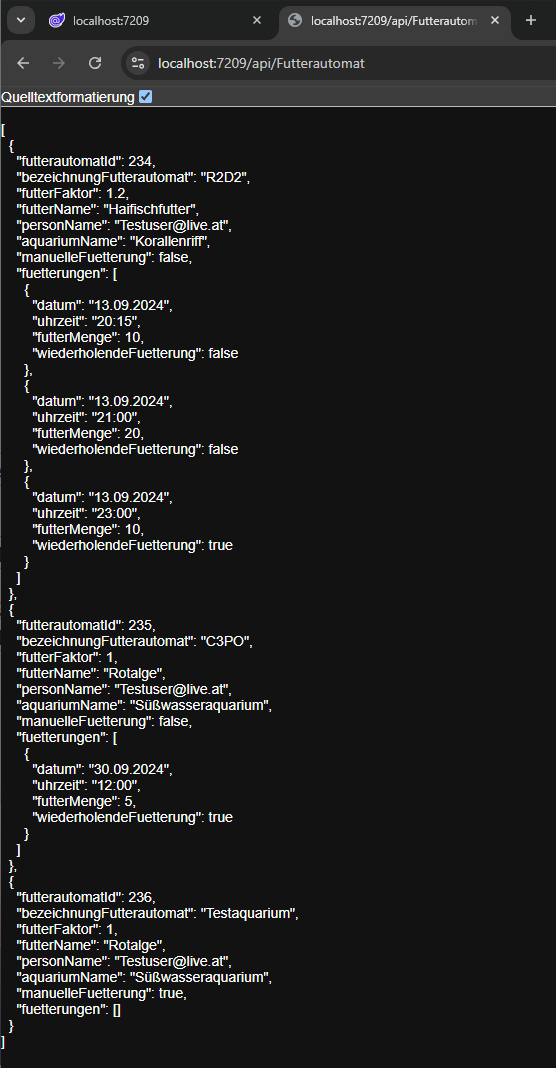 localhost:7209
localhost:7209/api/Futterautom
localhost:7209/api/Futterautomat
Quelltextformatierung
[
  {
    "futterautomatId": 234,
    "bezeichnungFutterautomat": "R2D2",
    "futterFaktor": 1.2,
    "futterName": "Haifischfutter",
    "personName": "Testuser@live.at",
    "aquariumName": "Korallenriff",
    "manuelleFuetterung": false,
    "fuetterungen": [
      {
        "datum": "13.09.2024",
        "uhrzeit": "20:15",
        "futterMenge": 10,
        "wiederholendeFuetterung": false
      },
      {
        "datum": "13.09.2024",
        "uhrzeit": "21:00",
        "futterMenge": 20,
        "wiederholendeFuetterung": false
      },
      {
        "datum": "13.09.2024",
        "uhrzeit": "23:00",
        "futterMenge": 10,
        "wiederholendeFuetterung": true
      }
    ]
  },
  {
    "futterautomatId": 235,
    "bezeichnungFutterautomat": "C3PO",
    "futterFaktor": 1,
    "futterName": "Rotalge",
    "personName": "Testuser@live.at",
    "aquariumName": "Süßwasseraquarium",
    "manuelleFuetterung": false,
    "fuetterungen": [
      {
        "datum": "30.09.2024",
        "uhrzeit": "12:00",
        "futterMenge": 5,
        "wiederholendeFuetterung": true
      }
    ]
  },
  {
    "futterautomatId": 236,
    "bezeichnungFutterautomat": "Testaquarium",
    "futterFaktor": 1,
    "futterName": "Rotalge",
    "personName": "Testuser@live.at",
    "aquariumName": "Süßwasseraquarium",
    "manuelleFuetterung": true,
    "fuetterungen": []
  }
]